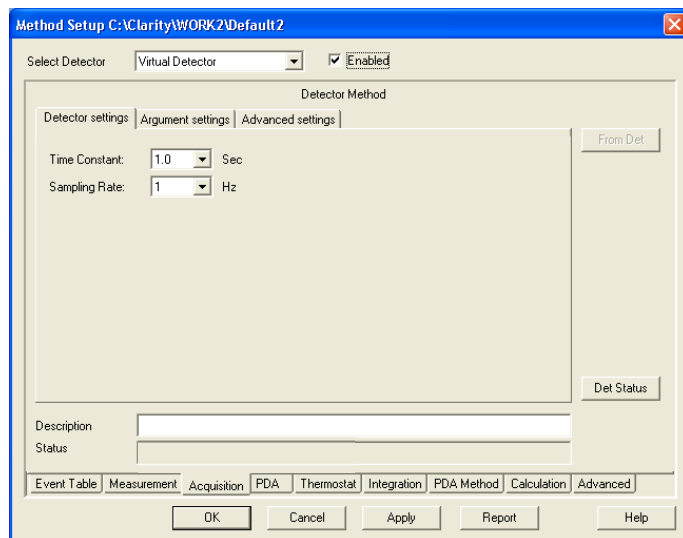 Method Setup C:\Clarity\WORK2\Default2
Select Detector Virtual Detector Enabled
Detector Method
Detector settings Argument settings Advanced settings
From Det
Time Constant: 1.0 Sec
Sampling Rate: 1 Hz
Det Status
Description
Status
Event Table Measurement Acquisition PDA Thermostat Integration PDA Method Calculation Advanced
OK Cancel Apply Report Help